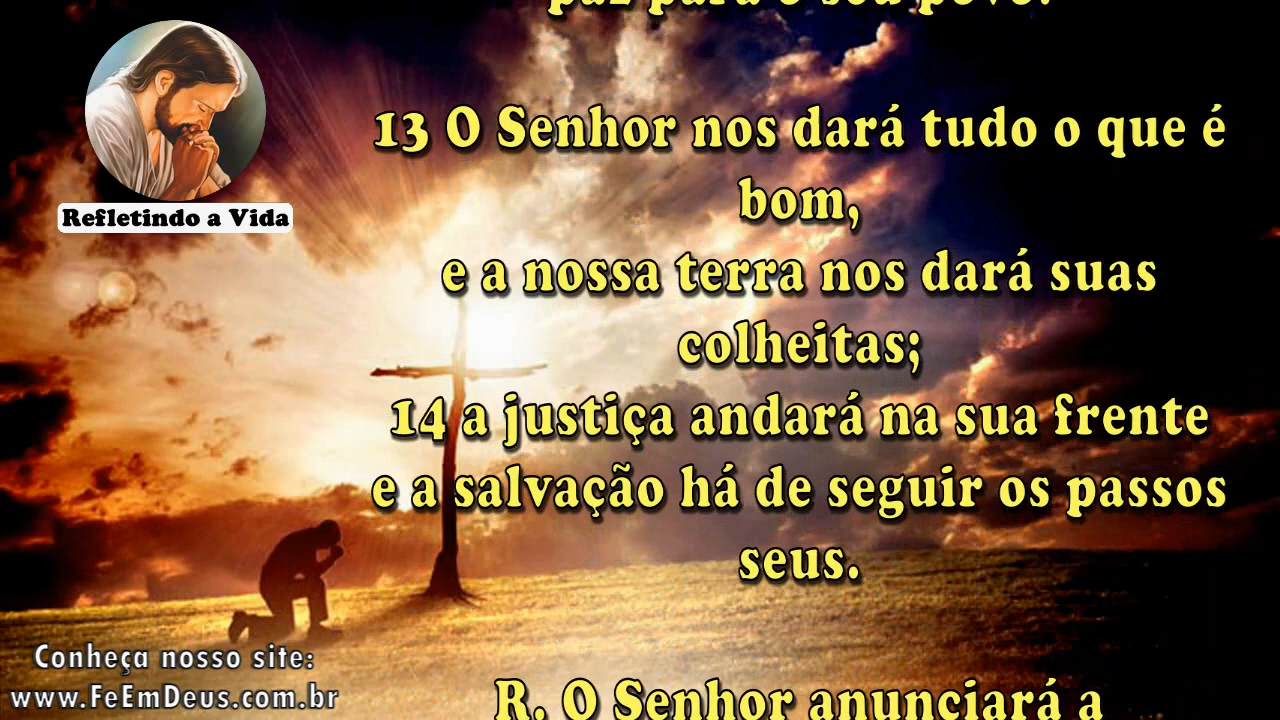 paz para o seu povo.
13 O Senhor nos dará tudo o que é
bom,
e a nossa terra nos dará suas
colheitas;
14 a justiça andará na sua frente
e a salvação há de seguir os passos
seus.
R. O Senhor anunciará a
Refletindo a Vida
Conheça nosso site:
www.FeEmDeus.com.br